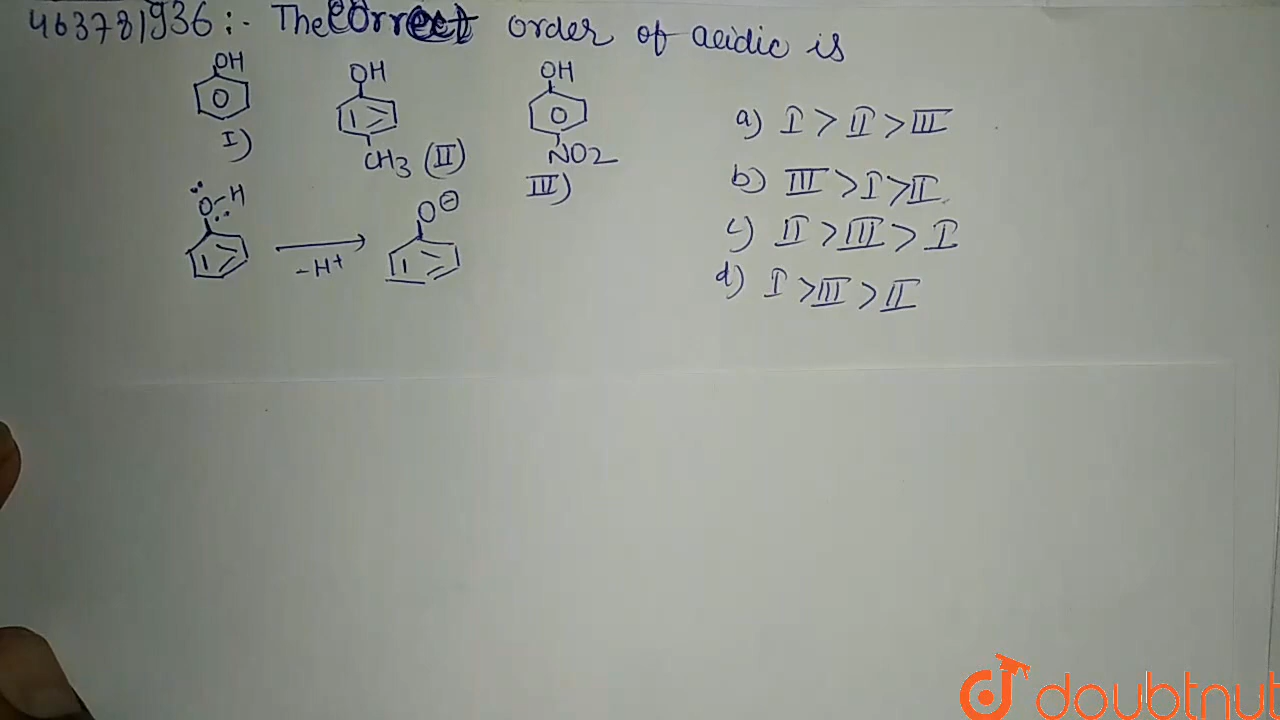 463781936:- The correct order of acidic is
OH OH OH
I) CH3 (II) NO2
III)
a) I > II > III
b) III > I > II
c) II > III > I
d) I > III > II
O-H O⊖
-H+
doubtnut